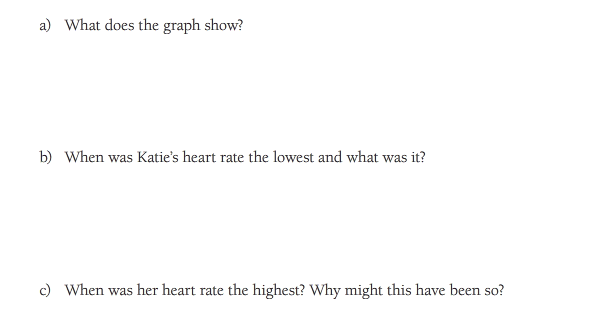 a) What does the graph show?
b) When was Katie's heart rate the lowest and what was it?
c) When was her heart rate the highest? Why might this have been so?